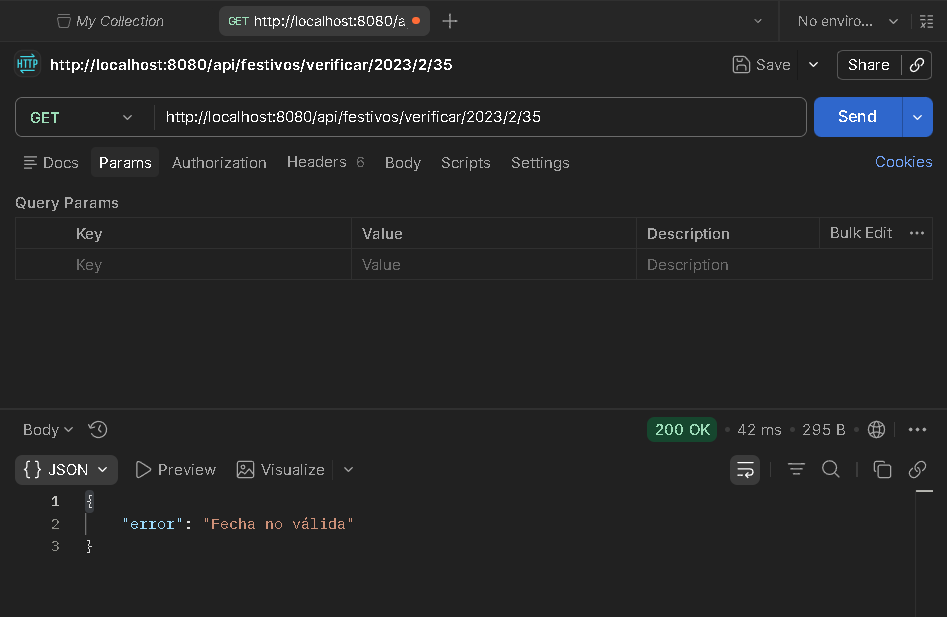 My Collection GET http://localhost:8080/a No enviro...
HTTP http://localhost:8080/api/festivos/verificar/2023/2/35 Save Share
GET http://localhost:8080/api/festivos/verificar/2023/2/35 Send
Docs Params Authorization Headers 6 Body Scripts Settings Cookies
Query Params
Key Value Description Bulk Edit
Key Value Description
Body 200 OK 42 ms 295 B
{} JSON Preview Visualize
1 {
2 "error": "Fecha no válida"
3 }